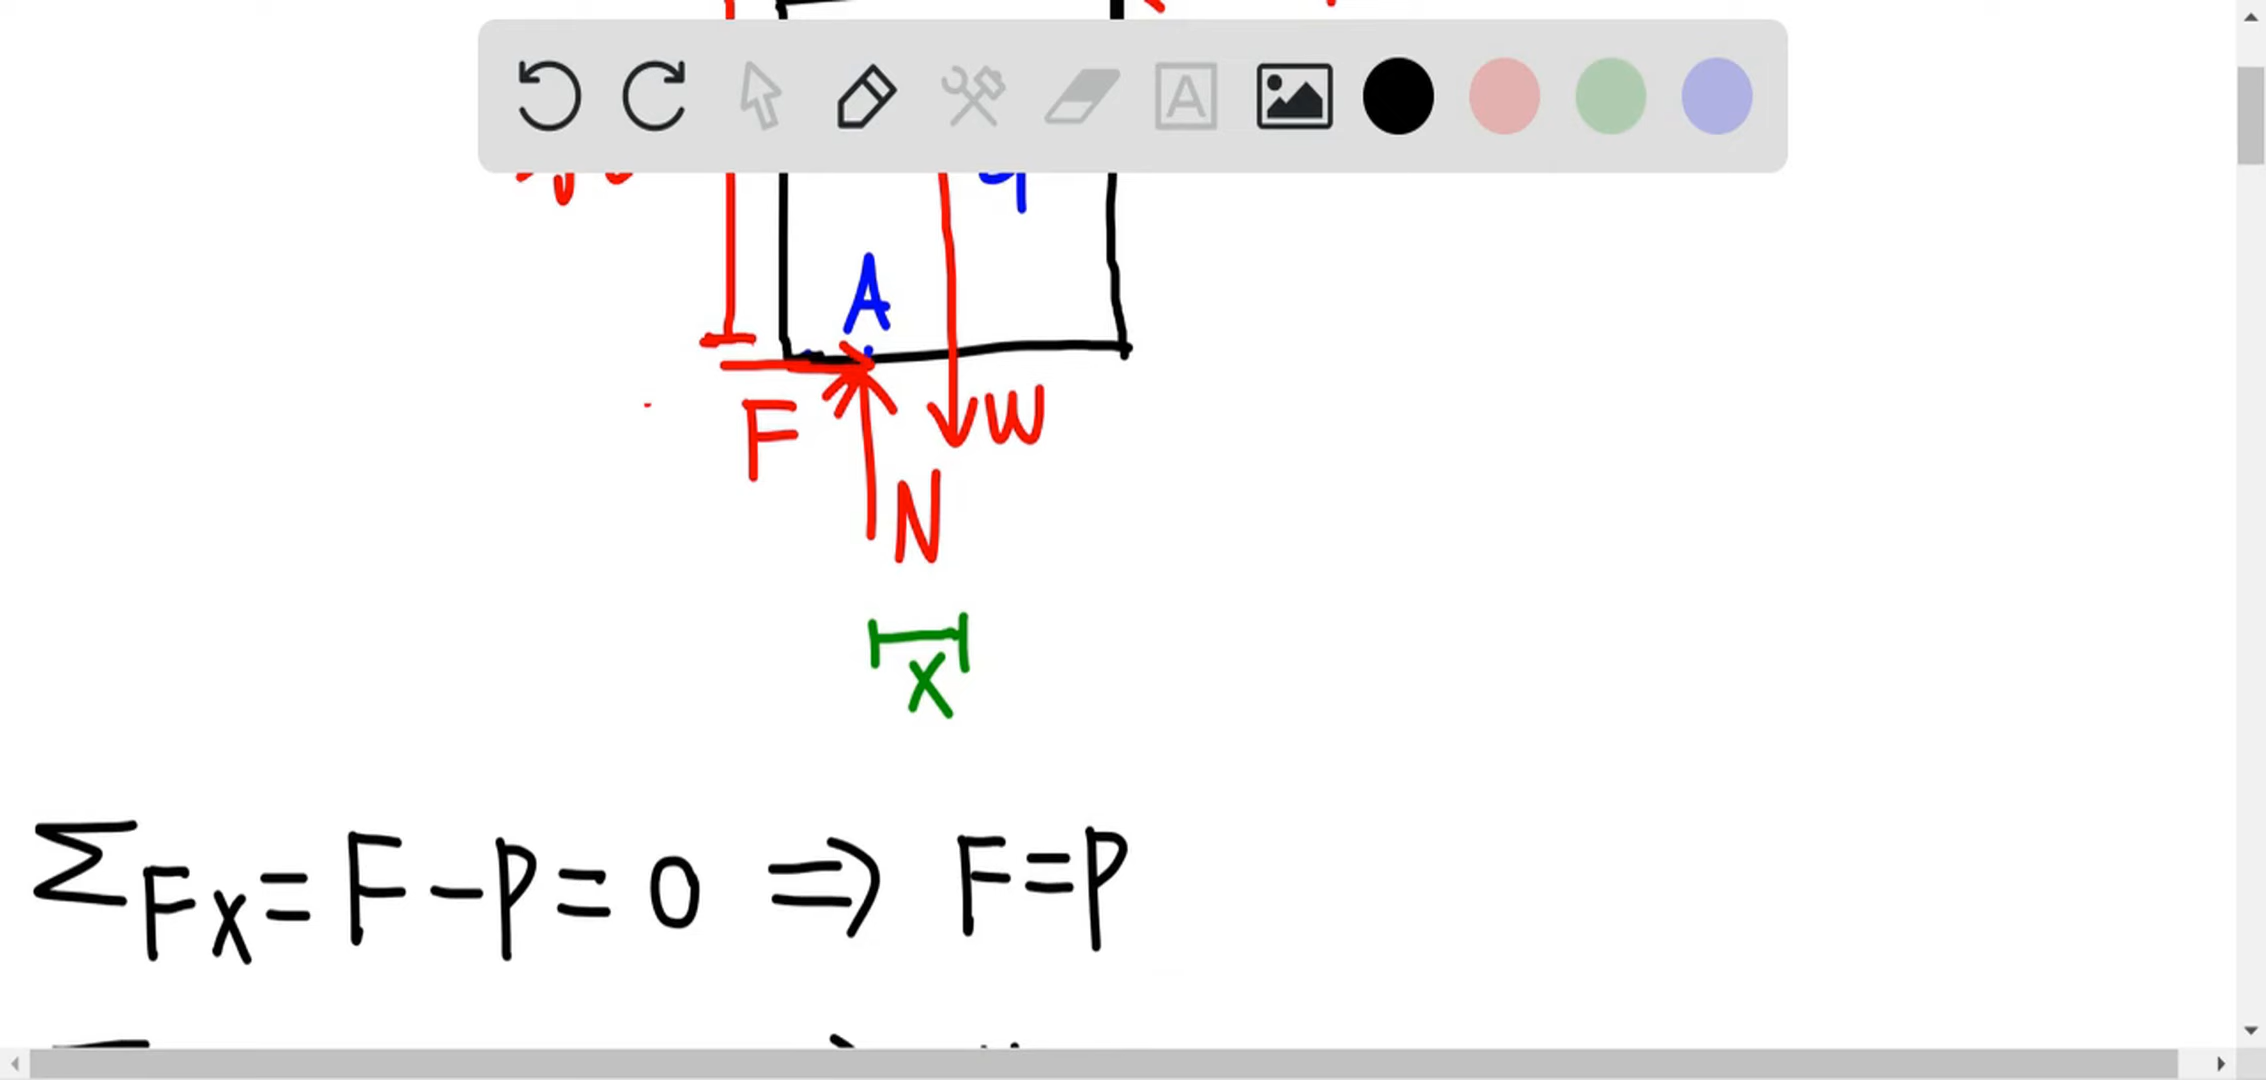 A
A
F
W
N
x
ΣFx = F - P = 0 ⇒ F = P